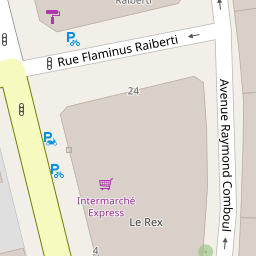 Raiberti
Rue Flaminus Raiberti
24
Avenue Raymond Comboul
Intermarché
Express
Le Rex
4